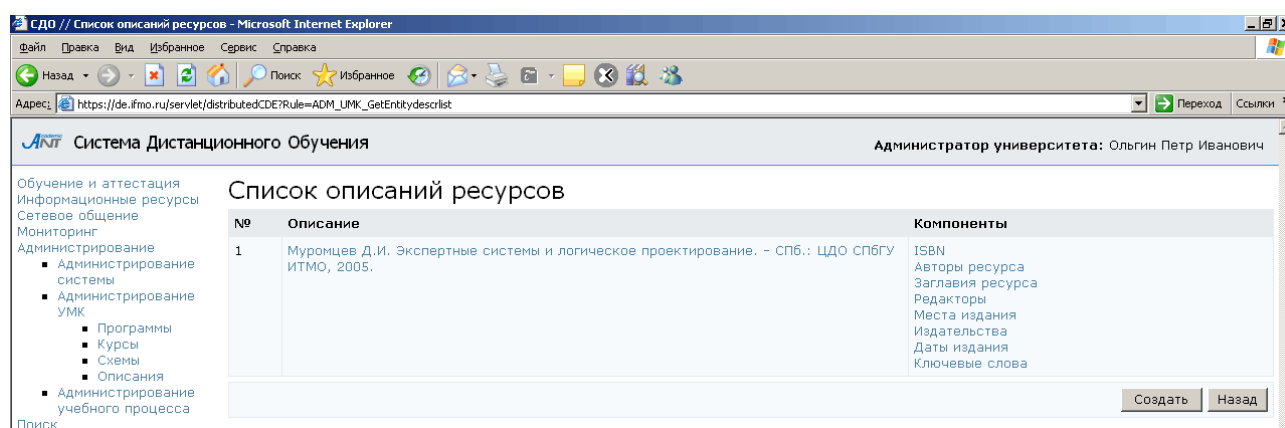 СДО // Список описаний ресурсов - Microsoft Internet Explorer
Файл Правка Вид Избранное Сервис Справка
Назад Поиск Избранное
Адрес: https://de.ifmo.ru/servlet/distributedCDE?Rule=ADM_UMK_GetEntitydescrlist Переход Ссылки
Academic ANT Система Дистанционного Обучения Администратор университета: Ольгин Петр Иванович
Обучение и аттестация
Информационные ресурсы
Сетевое общение
Мониторинг
Администрирование
Администрирование
системы
Администрирование
УМК
Программы
Курсы
Схемы
Описания
Администрирование
учебного процесса
Поиск
Список описаний ресурсов
№ Описание Компоненты
1 Муромцев Д.И. Экспертные системы и логическое проектирование. – СПб.: ЦДО СПбГУ
ИТМО, 2005.
ISBN
Авторы ресурса
Заглавия ресурса
Редакторы
Места издания
Издательства
Даты издания
Ключевые слова
Создать Назад